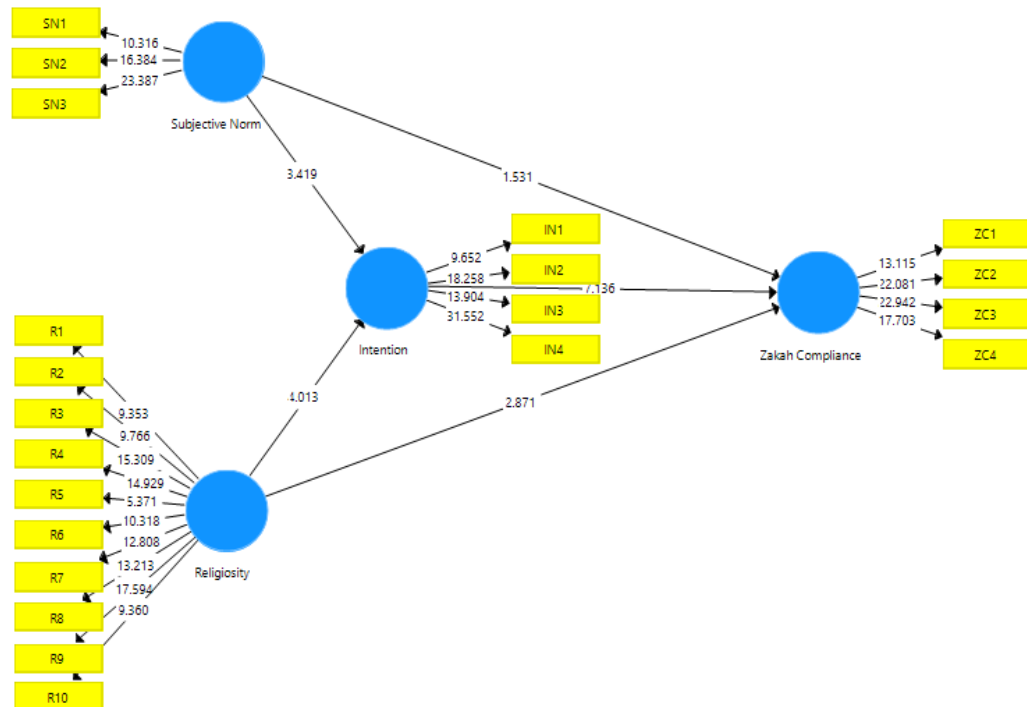 SN1
10.316
SN2
16.384
23.387
SN3
Subjective Norm
3.419
1.531
IN1
9.652
IN2
18.258
7.136
13.904
IN3
31.552
IN4
Intention
ZC1
13.115
ZC2
22.081
22.942
ZC3
17.703
ZC4
Zakah Compliance
4.013
2.871
R1
R2
R3
R4
R5
R6
R7
R8
R9
R10
9.353
9.766
15.309
14.929
5.371
10.318
12.808
13.213
17.594
9.360
Religiosity